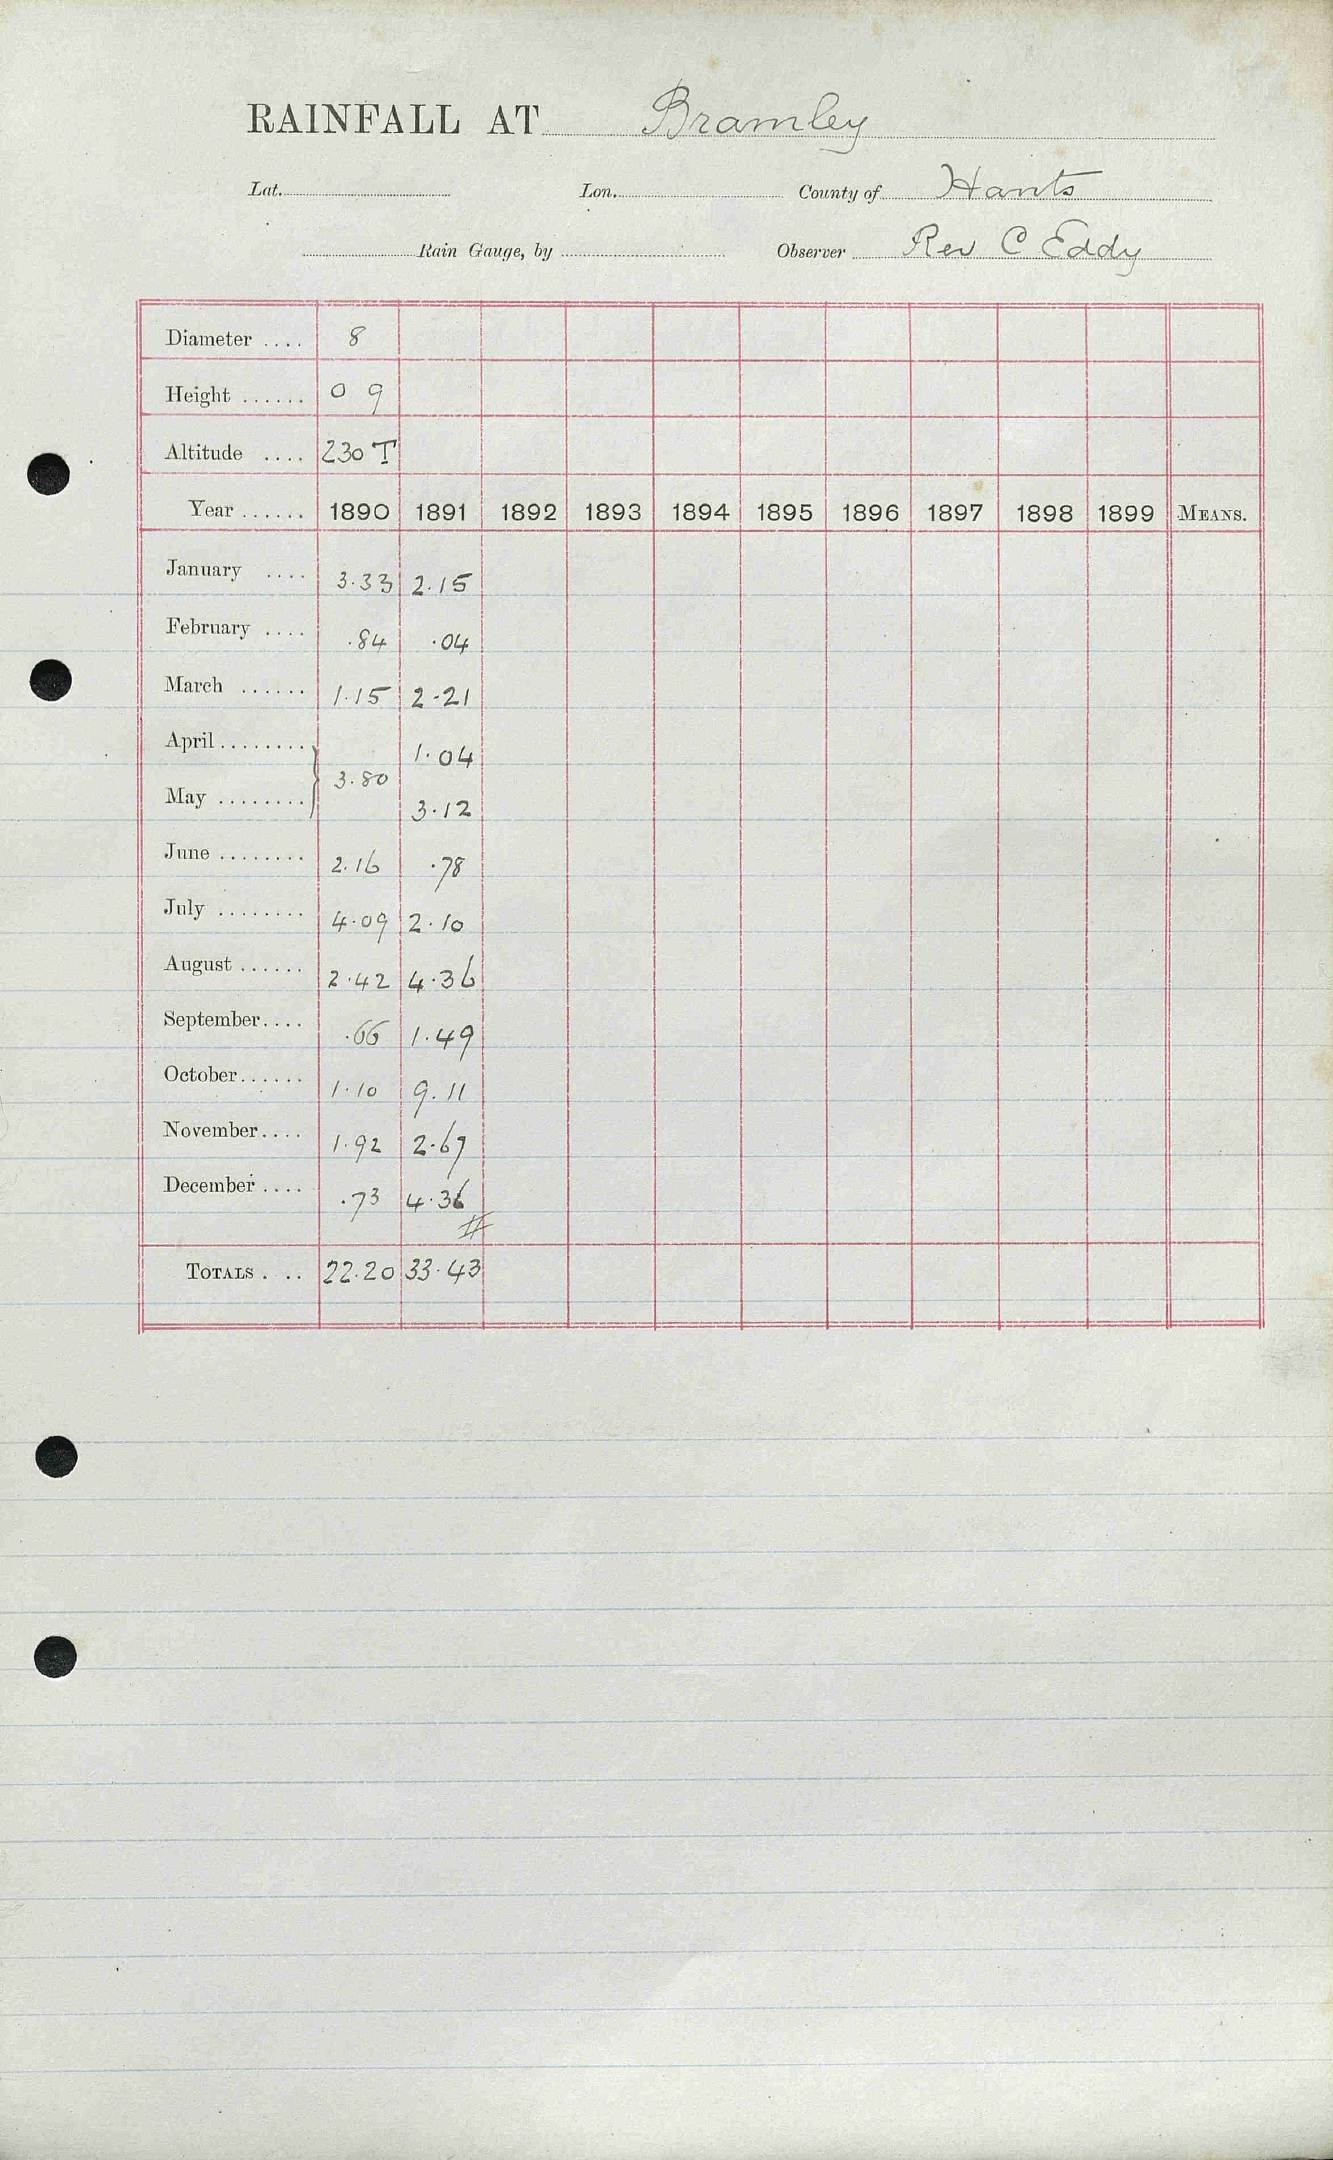 RAINFALL AT Bramley
Lat. Lon. County of Hants
Rain Gauge, by Observer Rev C Eddy
Diameter .... 8
Height ...... 0 9
Altitude .... 230 T
Year ...... 1890 1891 1892 1893 1894 1895 1896 1897 1898 1899 MEANS.
January .... 3.33 2.15
February .... .84 .04
March ...... 1.15 2.21
April ........ 1.04
3.80
May ........ 3.12
June ........ 2.16 .78
July ........ 4.09 2.10
August ...... 2.42 4.36
September.... .66 1.49
October...... 1.10 9.11
November.... 1.92 2.67
December .... .73 4.36
#
TOTALS . .. 22.20 33.43